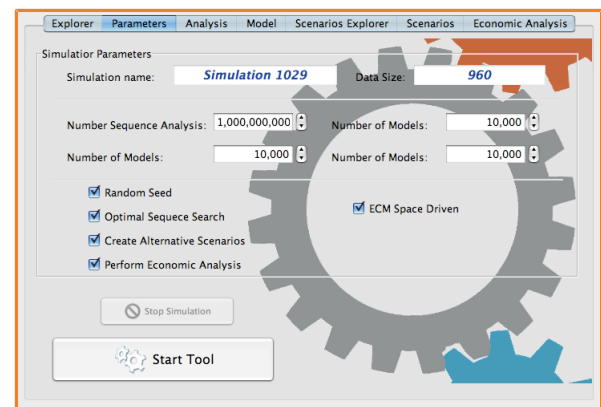 Explorer Parameters Analysis Model Scenarios Explorer Scenarios Economic Analysis
Simulatior Parameters
Simulation name: Simulation 1029 Data Size: 960
Number Sequence Analysis: 1,000,000,000 Number of Models: 10,000
Number of Models: 10,000 Number of Models: 10,000
Random Seed
ECM Space Driven
Optimal Sequece Search
Create Alternative Scenarios
Perform Economic Analysis
Stop Simulation
Start Tool